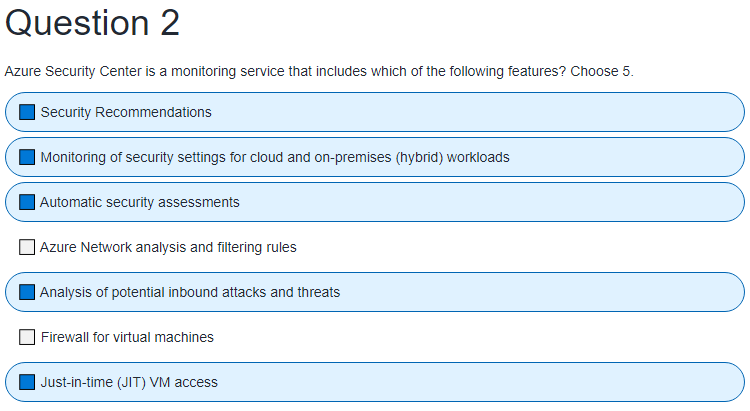 Question 2
Azure Security Center is a monitoring service that includes which of the following features? Choose 5.
Security Recommendations
Monitoring of security settings for cloud and on-premises (hybrid) workloads
Automatic security assessments
Azure Network analysis and filtering rules
Analysis of potential inbound attacks and threats
Firewall for virtual machines
Just-in-time (JIT) VM access